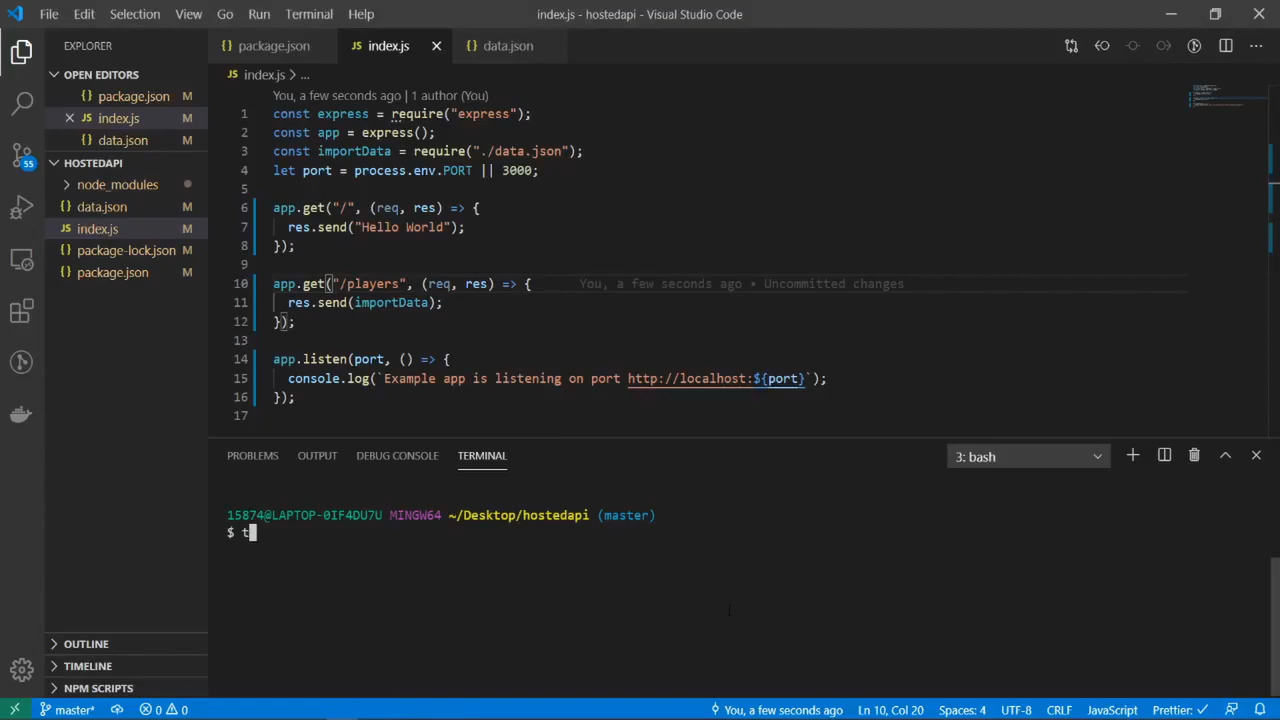 File Edit Selection View Go Run Terminal Help index.js - hostedapi - Visual Studio Code
EXPLORER
OPEN EDITORS
package.json M
index.js M
data.json M
HOSTEDAPI
node_modules
data.json M
index.js M
package-lock.json M
package.json M
OUTLINE
TIMELINE
NPM SCRIPTS
55
package.json index.js data.json
index.js > ...
You, a few seconds ago | 1 author (You)
1 const express = require("express");
2 const app = express();
3 const importData = require("./data.json");
4 let port = process.env.PORT || 3000;
5
6 app.get("/", (req, res) => {
7 res.send("Hello World");
8 });
9
10 app.get("/players", (req, res) => { You, a few seconds ago • Uncommitted changes
11 res.send(importData);
12 });
13
14 app.listen(port, () => {
15 console.log(`Example app is listening on port http://localhost:${port}`);
16 });
17
PROBLEMS OUTPUT DEBUG CONSOLE TERMINAL 3: bash
15874@LAPTOP-0IF4DU7U MINGW64 ~/Desktop/hostedapi (master)
$ t
master* 0 0 You, a few seconds ago Ln 10, Col 20 Spaces: 4 UTF-8 CRLF JavaScript Prettier: ✓